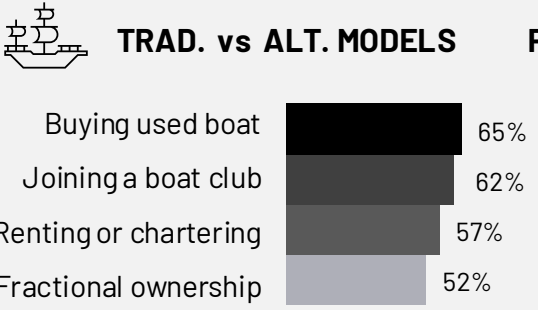 TRAD. vs ALT. MODELS
Buying used boat 65%
Joining a boat club 62%
Renting or chartering 57%
Fractional ownership 52%